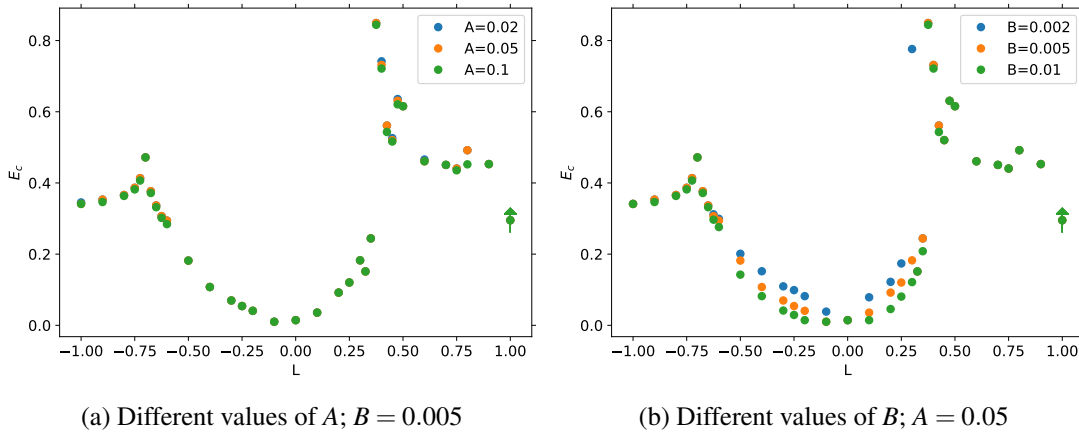 0.8
0.6
0.4
0.2
0.0
E_c
A=0.02
A=0.05
A=0.1
−1.00 −0.75 −0.50 −0.25 0.00 0.25 0.50 0.75 1.00
L
(a) Different values of A; B = 0.005
0.8
0.6
0.4
0.2
0.0
E_c
B=0.002
B=0.005
B=0.01
−1.00 −0.75 −0.50 −0.25 0.00 0.25 0.50 0.75 1.00
L
(b) Different values of B; A = 0.05